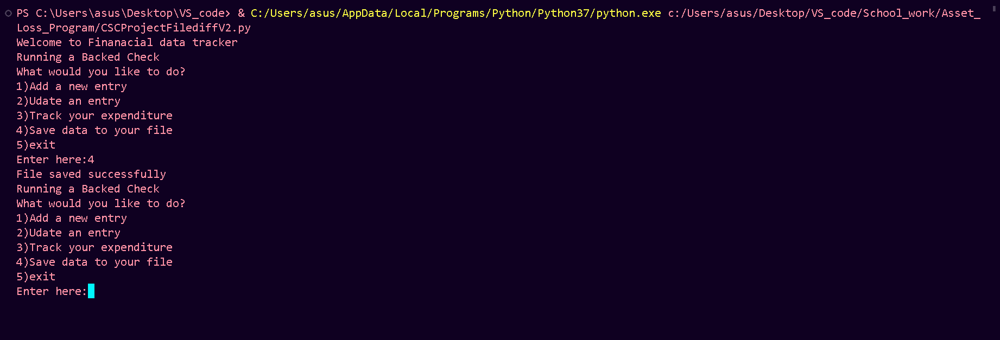 PS C:\Users\asus\Desktop\VS_code> & C:/Users/asus/AppData/Local/Programs/Python/Python37/python.exe c:/Users/asus/Desktop/VS_code/School_work/Asset_
Loss_Program/CSCProjectFilediffV2.py
Welcome to Finanacial data tracker
Running a Backed Check
What would you like to do?
1)Add a new entry
2)Udate an entry
3)Track your expenditure
4)Save data to your file
5)exit
Enter here:4
File saved successfully
Running a Backed Check
What would you like to do?
1)Add a new entry
2)Udate an entry
3)Track your expenditure
4)Save data to your file
5)exit
Enter here: